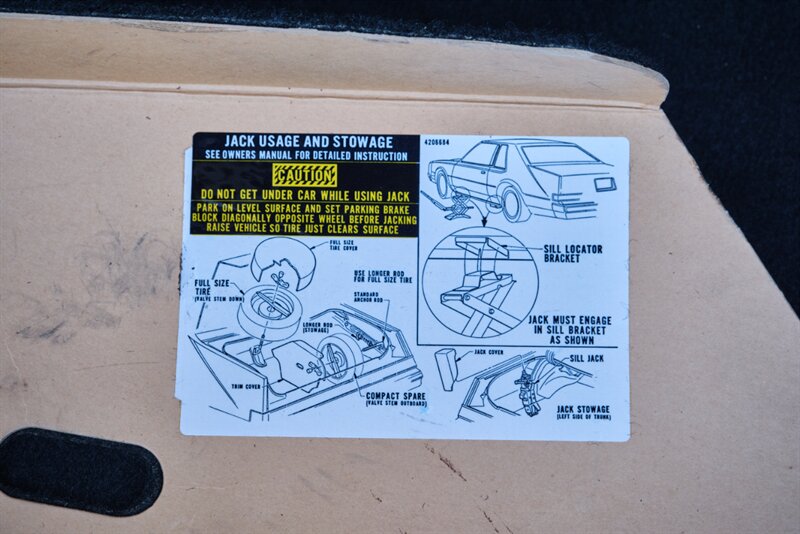 JACK USAGE AND STOWAGE
SEE OWNERS MANUAL FOR DETAILED INSTRUCTION
CAUTION
DO NOT GET UNDER CAR WHILE USING JACK
PARK ON LEVEL SURFACE AND SET PARKING BRAKE
BLOCK DIAGONALLY OPPOSITE WHEEL BEFORE JACKING
RAISE VEHICLE SO TIRE JUST CLEARS SURFACE
4206664
SILL LOCATOR
BRACKET
JACK MUST ENGAGE
IN SILL BRACKET
AS SHOWN
FULL SIZE
TIRE COVER
FULL SIZE
TIRE
(VALVE STEM DOWN)
USE LONGER ROD
FOR FULL SIZE TIRE
STANDARD
ANCHOR ROD
LONGER ROD
(STOWAGE)
TRIM COVER
COMPACT SPARE
(VALVE STEM OUTBOARD)
JACK COVER
SILL JACK
JACK STOWAGE
(LEFT SIDE OF TRUNK)